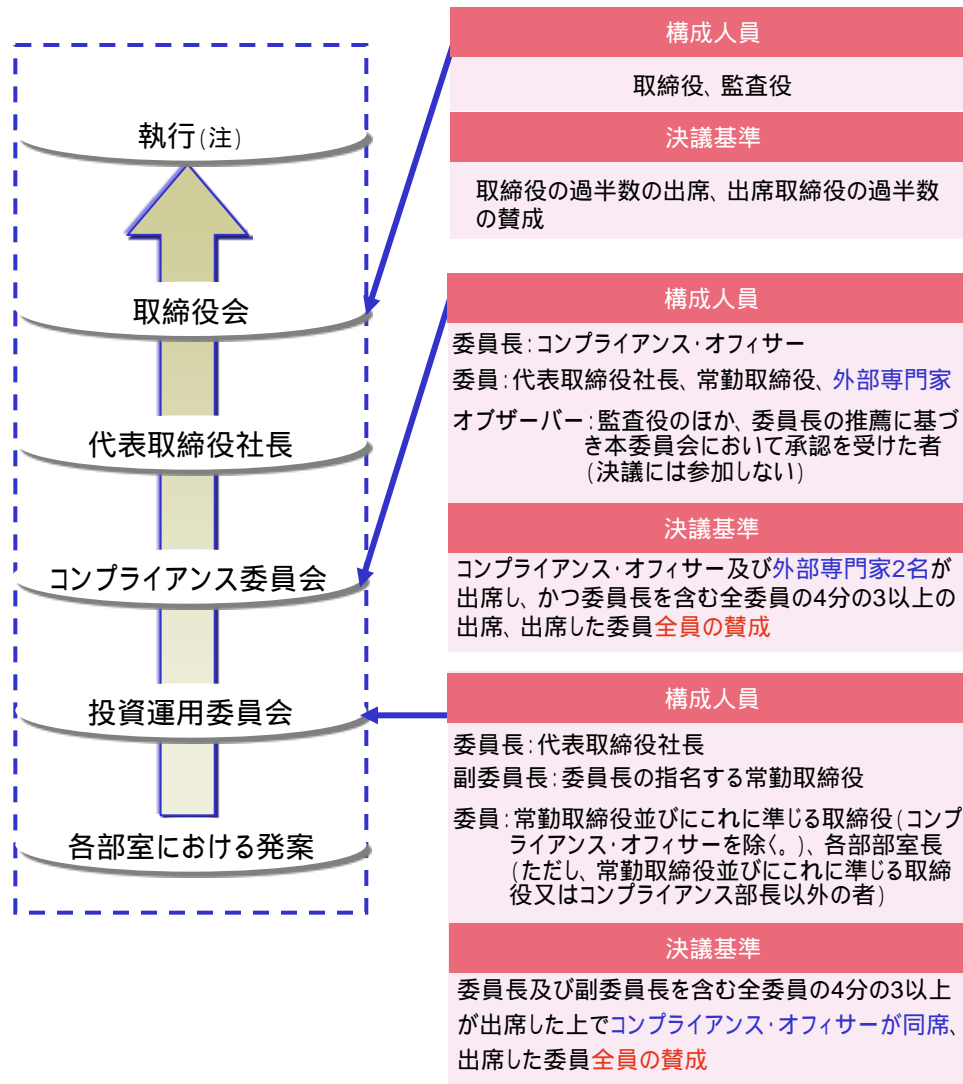 執行(注)
取締役会
代表取締役社長
コンプライアンス委員会
投資運用委員会
各部室における発案
構成人員
取締役、監査役
決議基準
取締役の過半数の出席、出席取締役の過半数
の賛成
構成人員
委員長:コンプライアンス・オフィサー
委員:代表取締役社長、常勤取締役、外部専門家
オブザーバー:監査役のほか、委員長の推薦に基づ
き本委員会において承認を受けた者
(決議には参加しない)
決議基準
コンプライアンス・オフィサー及び外部専門家2名が
出席し、かつ委員長を含む全委員の4分の3以上の
出席、出席した委員全員の賛成
構成人員
委員長:代表取締役社長
副委員長:委員長の指名する常勤取締役
委員:常勤取締役並びにこれに準じる取締役(コンプ
ライアンス・オフィサーを除く。)、各部部室長
(ただし、常勤取締役並びにこれに準じる取締
役又はコンプライアンス部長以外の者)
決議基準
委員長及び副委員長を含む全委員の4分の3以上
が出席した上でコンプライアンス・オフィサーが同席、
出席した委員全員の賛成